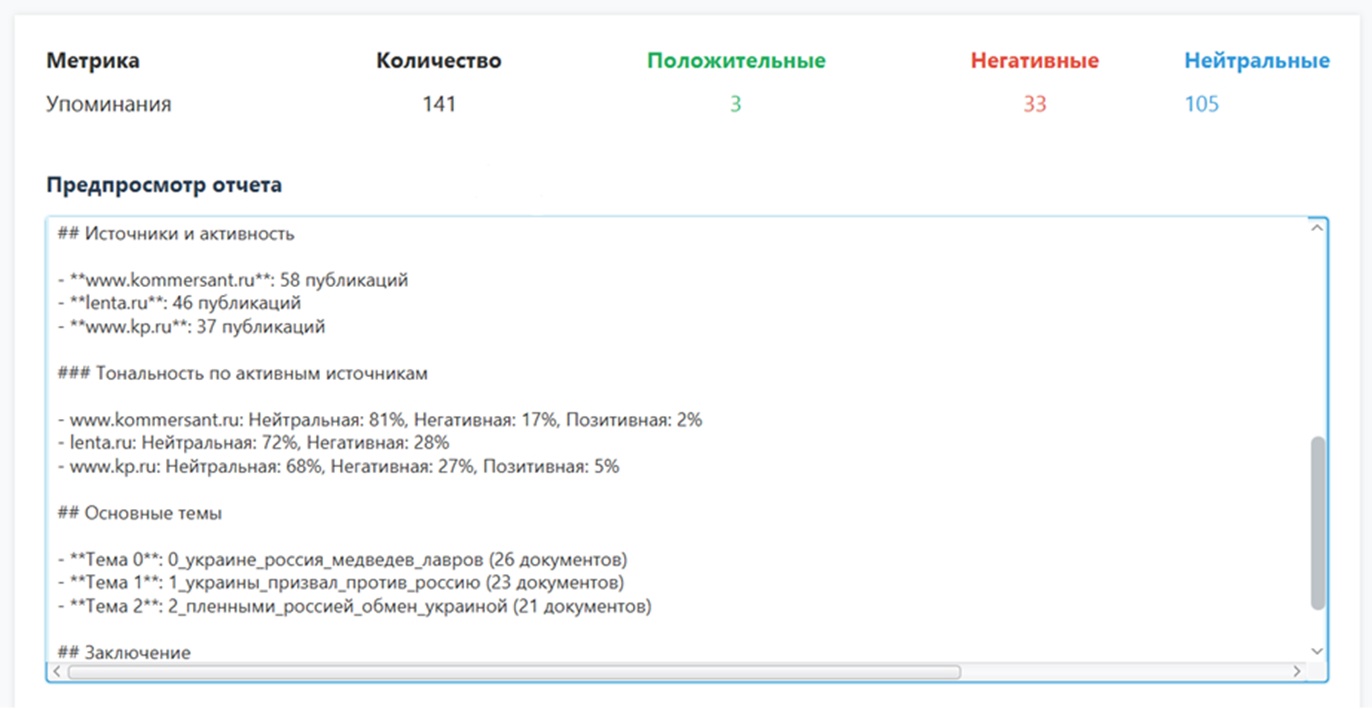 Метрика Количество Положительные Негативные Нейтральные
Упоминания 141 3 33 105
Предпросмотр отчета
## Источники и активность
- **www.kommersant.ru**: 58 публикаций
- **lenta.ru**: 46 публикаций
- **www.kp.ru**: 37 публикаций
### Тональность по активным источникам
- www.kommersant.ru: Нейтральная: 81%, Негативная: 17%, Позитивная: 2%
- lenta.ru: Нейтральная: 72%, Негативная: 28%
- www.kp.ru: Нейтральная: 68%, Негативная: 27%, Позитивная: 5%
## Основные темы
- **Тема 0**: 0_украине_россия_медведев_лавров (26 документов)
- **Тема 1**: 1_украины_призвал_против_россию (23 документов)
- **Тема 2**: 2_пленными_россией_обмен_украиной (21 документов)
## Заключение